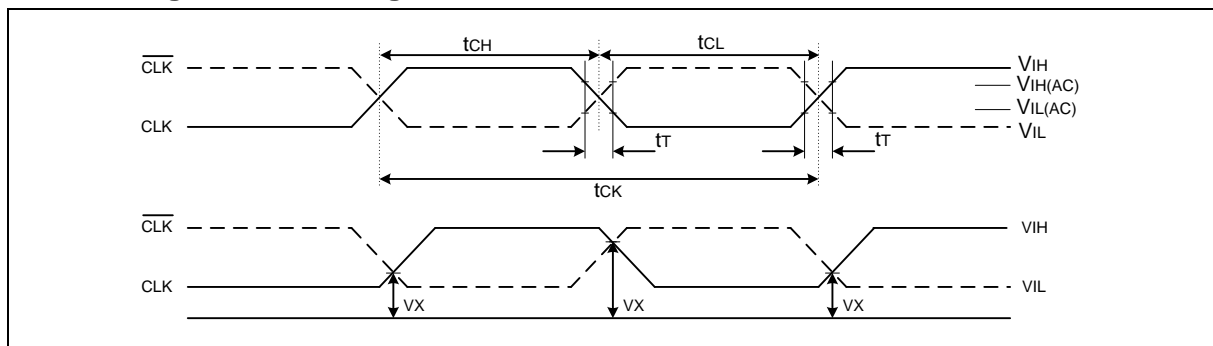 tCH
tCL
CLK
VIH
VIH(AC)
VIL(AC)
CLK
VIL
tT
tT
tCK
CLK
VIH
CLK
VIL
VX
VX
VX